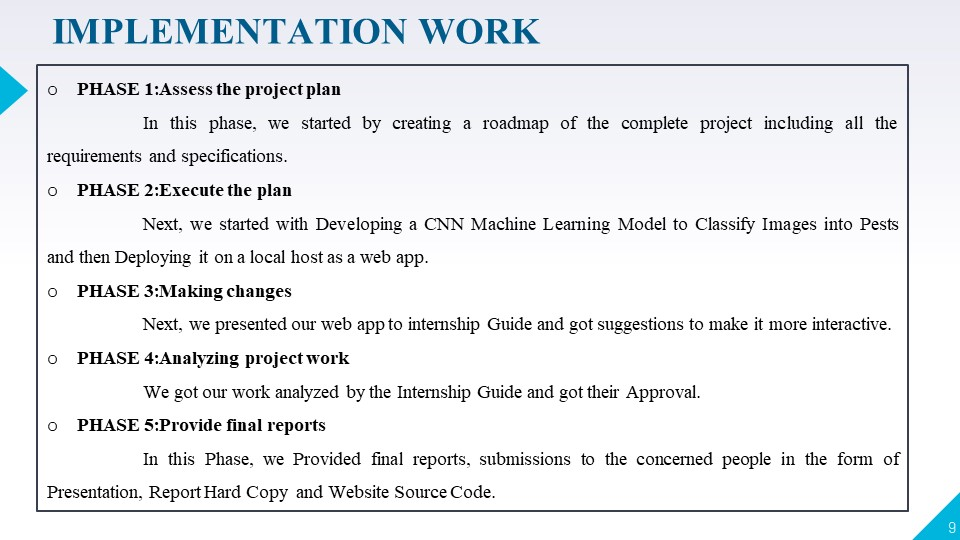 IMPLEMENTATION WORK
o PHASE 1:Assess the project plan
In this phase, we started by creating a roadmap of the complete project including all the
requirements and specifications.
o PHASE 2:Execute the plan
Next, we started with Developing a CNN Machine Learning Model to Classify Images into Pests
and then Deploying it on a local host as a web app.
o PHASE 3:Making changes
Next, we presented our web app to internship Guide and got suggestions to make it more interactive.
o PHASE 4:Analyzing project work
We got our work analyzed by the Internship Guide and got their Approval.
o PHASE 5:Provide final reports
In this Phase, we Provided final reports, submissions to the concerned people in the form of
Presentation, Report Hard Copy and Website Source Code.
9